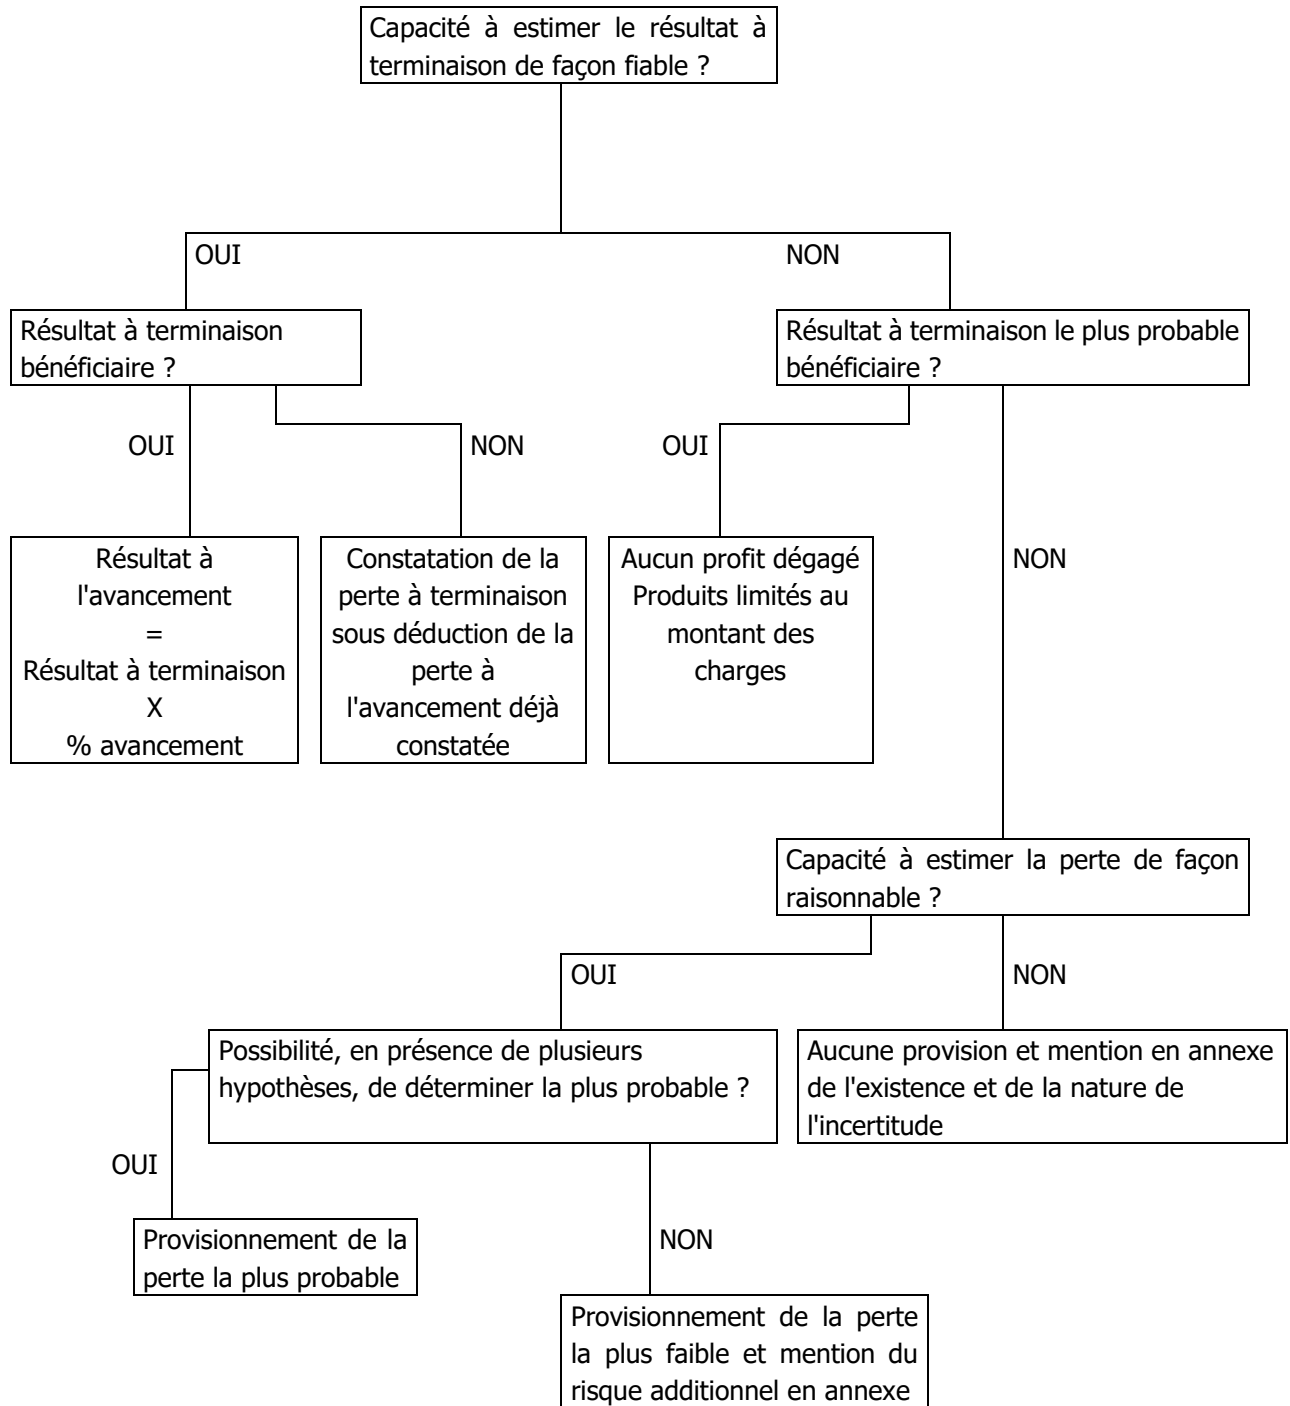 Capacité à estimer le résultat à
terminaison de façon fiable ?
OUI
NON
Résultat à terminaison
bénéficiaire ?
Résultat à terminaison le plus probable
bénéficiaire ?
OUI
NON
OUI
Résultat à
l'avancement
=
Résultat à terminaison
X
% avancement
Constatation de la
perte à terminaison
sous déduction de la
perte à
l'avancement déjà
constatée
Aucun profit dégagé
Produits limités au
montant des
charges
NON
Capacité à estimer la perte de façon
raisonnable ?
OUI
NON
Possibilité, en présence de plusieurs
hypothèses, de déterminer la plus probable ?
Aucune provision et mention en annexe
de l'existence et de la nature de
l'incertitude
OUI
Provisionnement de la
perte la plus probable
NON
Provisionnement de la perte
la plus faible et mention du
risque additionnel en annexe